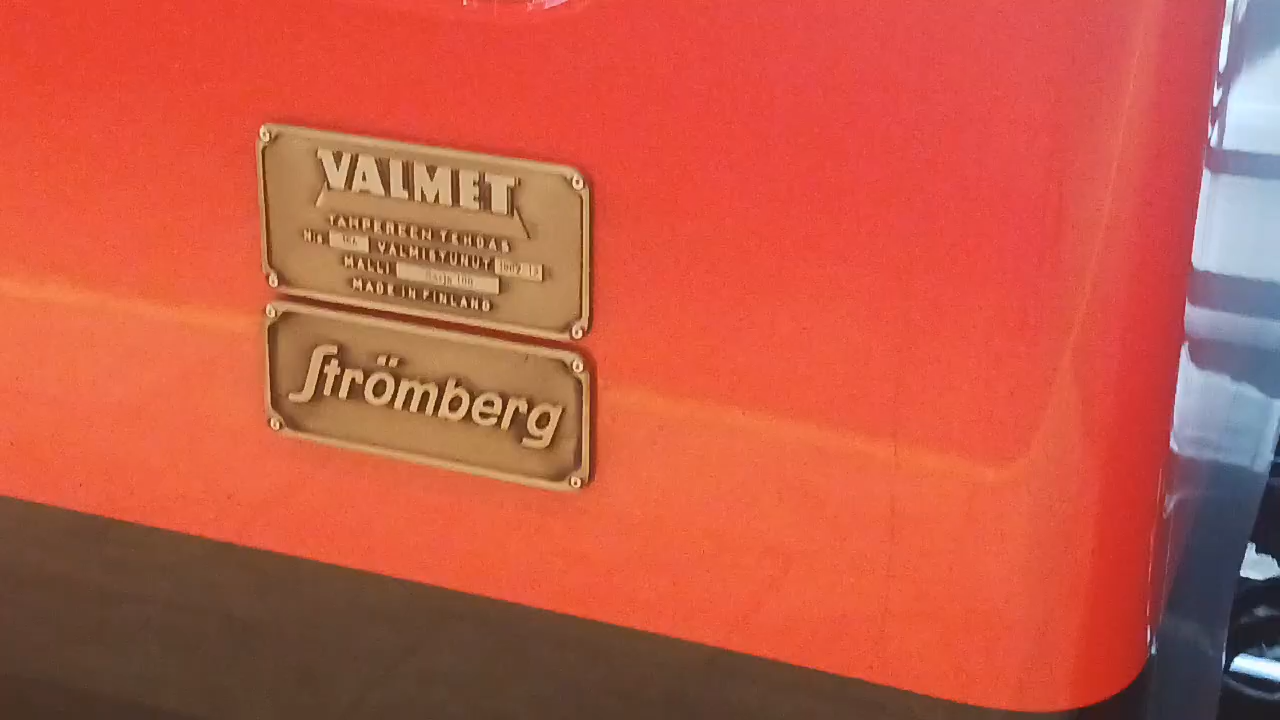 VALMET
TAMPEREEN TEHDAS
N:o VALMISTUNUT
MALLI
MADE IN FINLAND
Strömberg